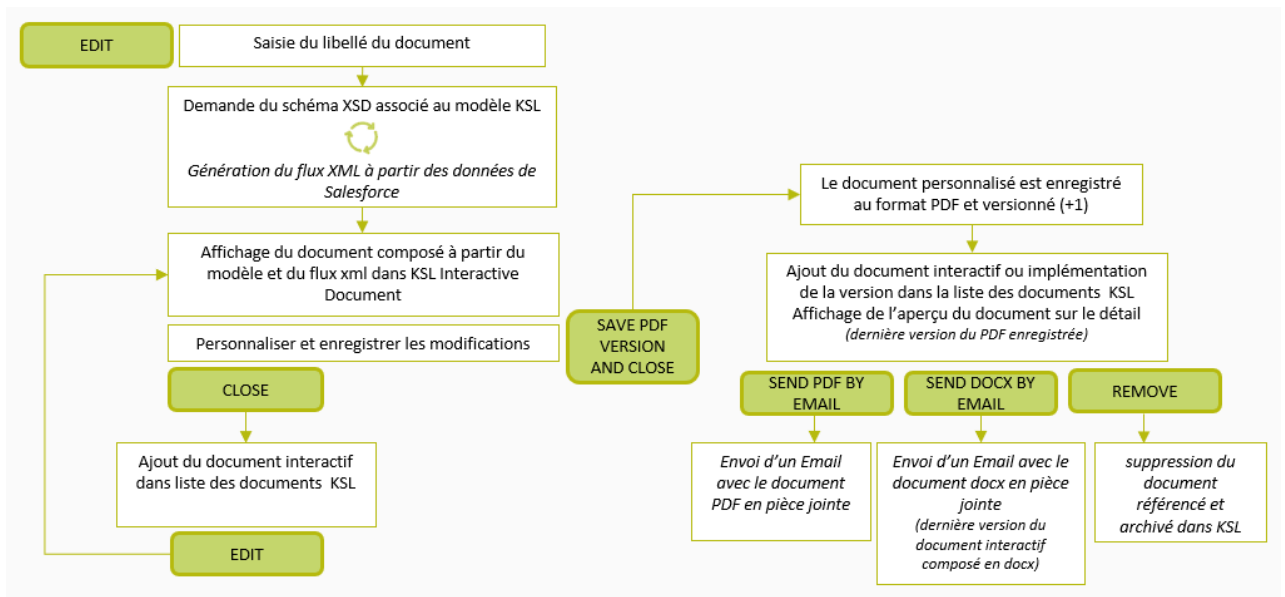 EDIT
Saisie du libellé du document
Demande du schéma XSD associé au modèle KSL
Génération du flux XML à partir des données de
Salesforce
Affichage du document composé à partir du
modèle et du flux xml dans KSL Interactive
Document
Personnaliser et enregistrer les modifications
CLOSE
Ajout du document interactif
dans liste des documents  KSL
EDIT
SAVE PDF
VERSION
AND CLOSE
Le document personnalisé est enregistré
au format PDF et versionné (+1)
Ajout du document interactif ou implémentation
de la version dans la liste des documents  KSL
Affichage de l'aperçu du document sur le détail
(dernière version du PDF enregistrée)
SEND PDF BY
EMAIL
Envoi d'un Email
avec le document
PDF en pièce jointe
SEND DOCX BY
EMAIL
Envoi d'un Email avec le
document docx en pièce
jointe
(dernière version du
document interactif
composé en docx)
REMOVE
suppression du
document
référencé et
archivé dans KSL